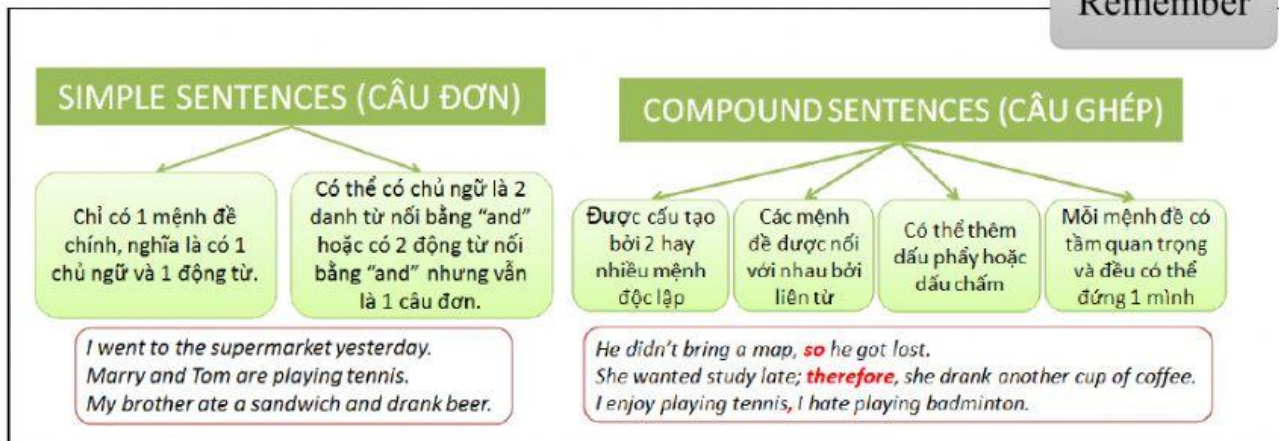 Remember
SIMPLE SENTENCES (CÂU ĐƠN)
Chỉ có 1 mệnh đề
chính, nghĩa là có 1
chủ ngữ và 1 động từ.
Có thể có chủ ngữ là 2
danh từ nối bằng “and”
hoặc có 2 động từ nối
bằng “and” nhưng vẫn
là 1 câu đơn.
I went to the supermarket yesterday.
Marry and Tom are playing tennis.
My brother ate a sandwich and drank beer.
COMPOUND SENTENCES (CÂU GHÉP)
Được cấu tạo
bởi 2 hay
nhiều mệnh
độc lập
Các mệnh
đề được nối
với nhau bởi
liên từ
Có thể thêm
dấu phẩy hoặc
dấu chấm
Mỗi mệnh đề có
tầm quan trọng
và đều có thể
đứng 1 mình
He didn't bring a map, so he got lost.
She wanted study late; therefore, she drank another cup of coffee.
I enjoy playing tennis, I hate playing badminton.